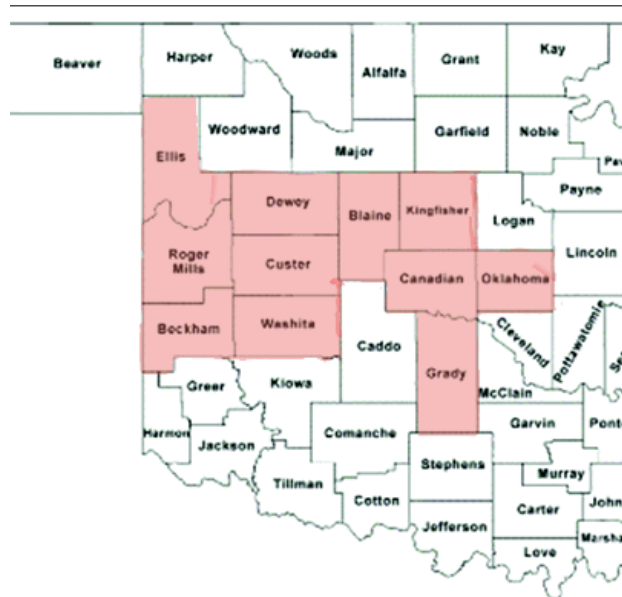 Beaver
Harper
Woods
Alfalfa
Grant
Kay
Woodward
Major
Garfield
Noble
Ellis
Payne
Dewey
Blaine
Kingfisher
Logan
Lincoln
Roger
Mills
Custer
Canadian
Oklahoma
Beckham
Washita
Caddo
Cleveland
Pottawatomie
Grady
McClain
Greer
Kiowa
Harmon
Jackson
Comanche
Garvin
Stephens
Murray
Tillman
Cotton
Carter
Jefferson
Love